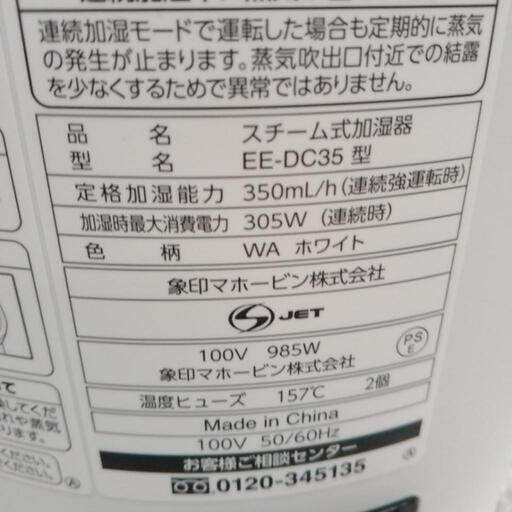 連続加湿モードで運転した場合も定期的に蒸気
の発生が止まります。蒸気吹出口付近での結露
を少なくするためで異常ではありません。
品 名 スチーム式加湿器
型 名 EE-DC35 型
定格加湿能力 350mL/h（連続強運転時）
加湿時最大消費電力 305W（連続時）
色 柄 WA ホワイト
象印マホービン株式会社
JET
100V 985W
PS
E
象印マホービン株式会社
温度ヒューズ 157℃ 2個
Made in China
100V 50/60Hz
お客様ご相談センター
0120-345135